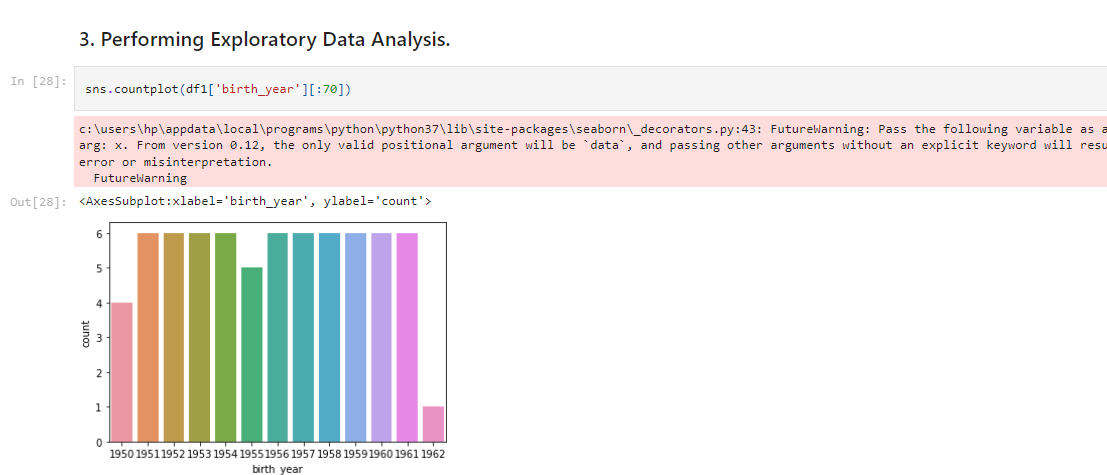 3. Performing Exploratory Data Analysis.
In [28]:
sns.countplot(df1['birth_year'][:70])
c:\users\hp\appdata\local\programs\python\python37\lib\site-packages\seaborn\_decorators.py:43: FutureWarning: Pass the following variable as a
arg: x. From version 0.12, the only valid positional argument will be `data`, and passing other arguments without an explicit keyword will resu
error or misinterpretation.
FutureWarning
Out[28]:
<AxesSubplot:xlabel='birth_year', ylabel='count'>
6
5
4
3
2
1
0
count
1950 1951 1952 1953 1954 1955 1956 1957 1958 1959 1960 1961 1962
birth_year